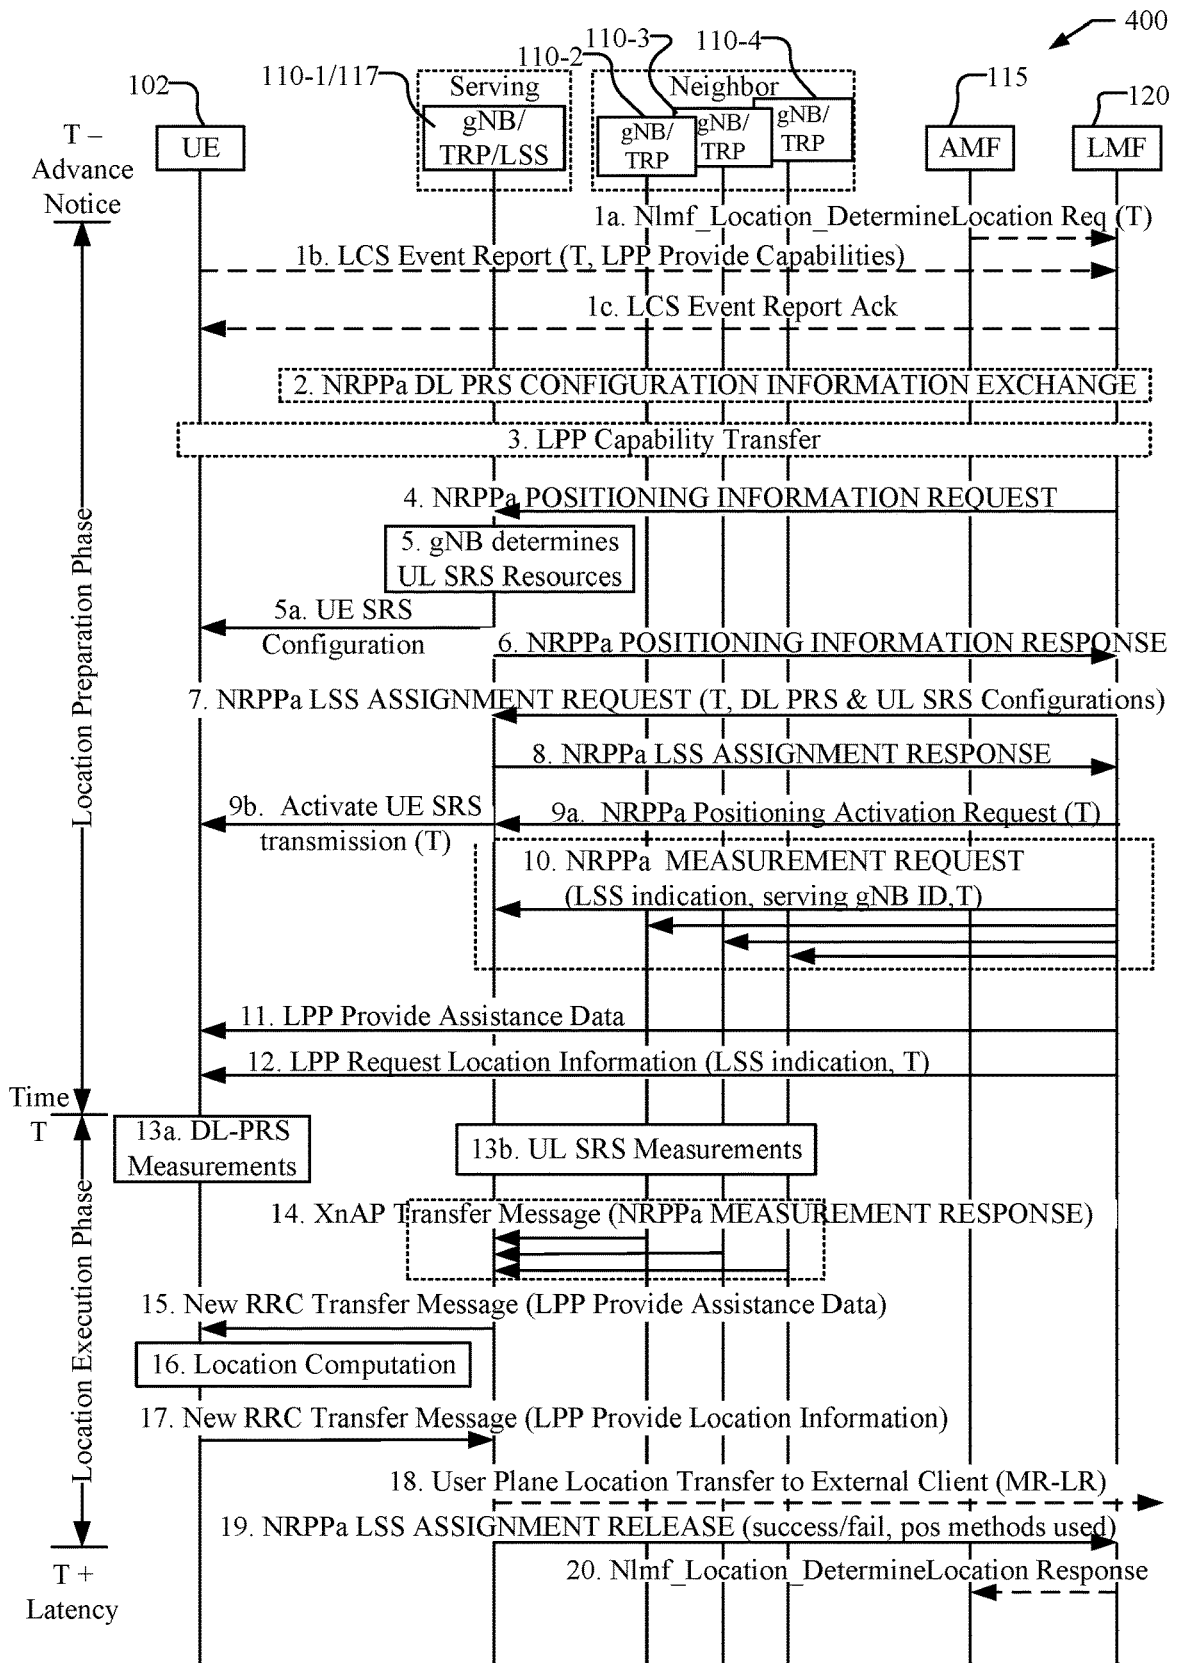 400
110-3
110-2
110-4
110-1/117
102
115
120
Serving
Neighbor
UE
gNB/
TRP/LSS
gNB/
TRP
gNB/
TRP
gNB/
TRP
AMF
LMF
T –
Advance
Notice
1a. Nlmf_Location_DetermineLocation Req (T)
1b. LCS Event Report (T, LPP Provide Capabilities)
1c. LCS Event Report Ack
2. NRPPa DL PRS CONFIGURATION INFORMATION EXCHANGE
3. LPP Capability Transfer
4. NRPPa POSITIONING INFORMATION REQUEST
5. gNB determines
UL SRS Resources
5a. UE SRS
Configuration
6. NRPPa POSITIONING INFORMATION RESPONSE
7. NRPPa LSS ASSIGNMENT REQUEST (T, DL PRS & UL SRS Configurations)
8. NRPPa LSS ASSIGNMENT RESPONSE
9b. Activate UE SRS
transmission (T)
9a. NRPPa Positioning Activation Request (T)
10. NRPPa MEASUREMENT REQUEST
(LSS indication, serving gNB ID,T)
11. LPP Provide Assistance Data
12. LPP Request Location Information (LSS indication, T)
Location Preparation Phase
Time
T
13a. DL-PRS
Measurements
13b. UL SRS Measurements
14. XnAP Transfer Message (NRPPa MEASUREMENT RESPONSE)
15. New RRC Transfer Message (LPP Provide Assistance Data)
16. Location Computation
17. New RRC Transfer Message (LPP Provide Location Information)
18. User Plane Location Transfer to External Client (MR-LR)
19. NRPPa LSS ASSIGNMENT RELEASE (success/fail, pos methods used)
20. Nlmf_Location_DetermineLocation Response
Location Execution Phase
T +
Latency